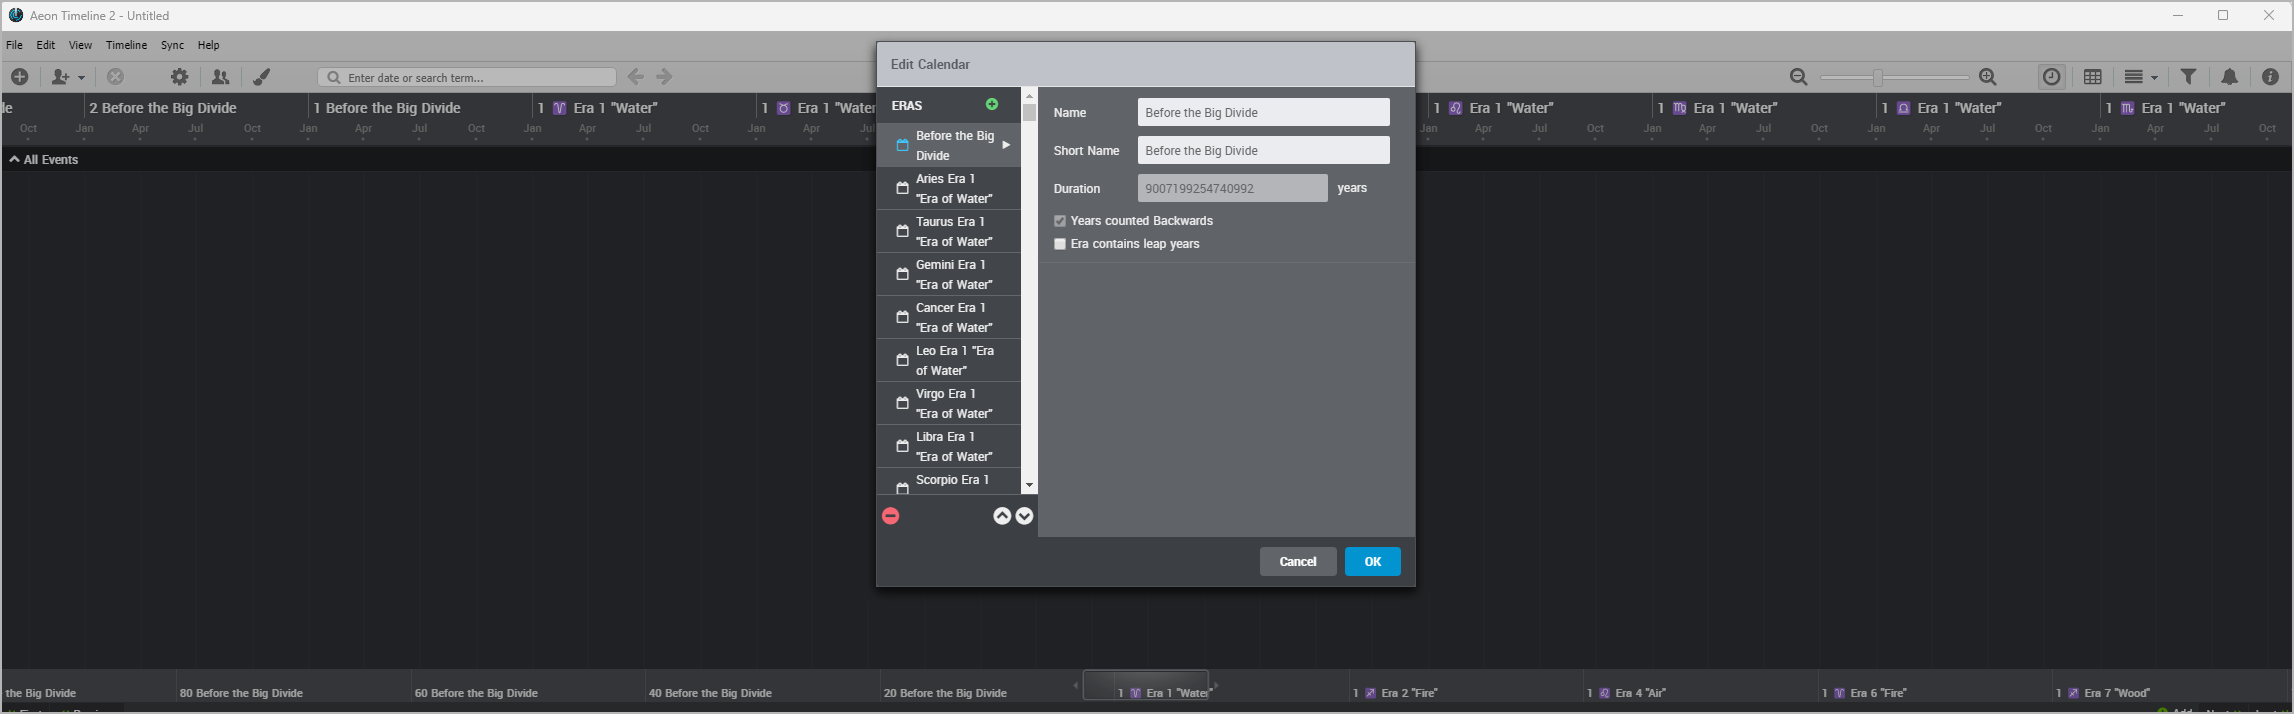 Aeon Timeline 2 - Untitled
File Edit View Timeline Sync Help
Enter date or search term...
2 Before the Big Divide 1 Before the Big Divide 1 ♈ Era 1 "Water" 1 ♉ Era 1 "Water 1 ♌ Era 1 "Water" 1 ♍ Era 1 "Water" 1 ♎ Era 1 "Water" 1 ♏ Era 1 "Water"
Oct Jan Apr Jul Oct Jan Apr Jul Oct Jan Apr Jul Oct Jan Apr Jul Jan Apr Jul Oct Jan Apr Jul Oct Jan Apr Jul Oct Jan Apr Jul Oct
All Events
Edit Calendar
ERAS
Before the Big
Divide
Aries Era 1
"Era of Water"
Taurus Era 1
"Era of Water"
Gemini Era 1
"Era of Water"
Cancer Era 1
"Era of Water"
Leo Era 1 "Era
of Water"
Virgo Era 1
"Era of Water"
Libra Era 1
"Era of Water"
Scorpio Era 1
Name Before the Big Divide
Short Name Before the Big Divide
Duration 9007199254740992 years
Years counted Backwards
Era contains leap years
Cancel OK
the Big Divide 80 Before the Big Divide 60 Before the Big Divide 40 Before the Big Divide 20 Before the Big Divide 1 ♈ Era 1 "Water" 1 ♐ Era 2 "Fire" 1 ♌ Era 4 "Air" 1 ♈ Era 6 "Fire" 1 ♐ Era 7 "Wood"